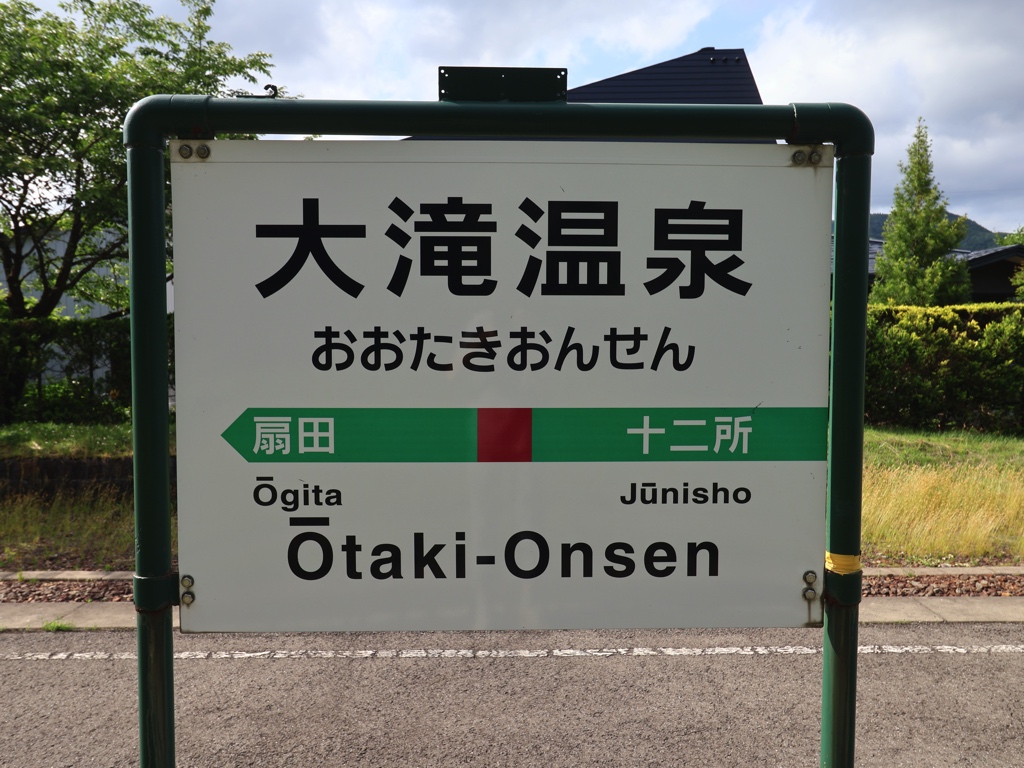 大滝温泉
おおたきおんせん
扇田 十二所
Ōgita Jūnisho
Ōtaki-Onsen